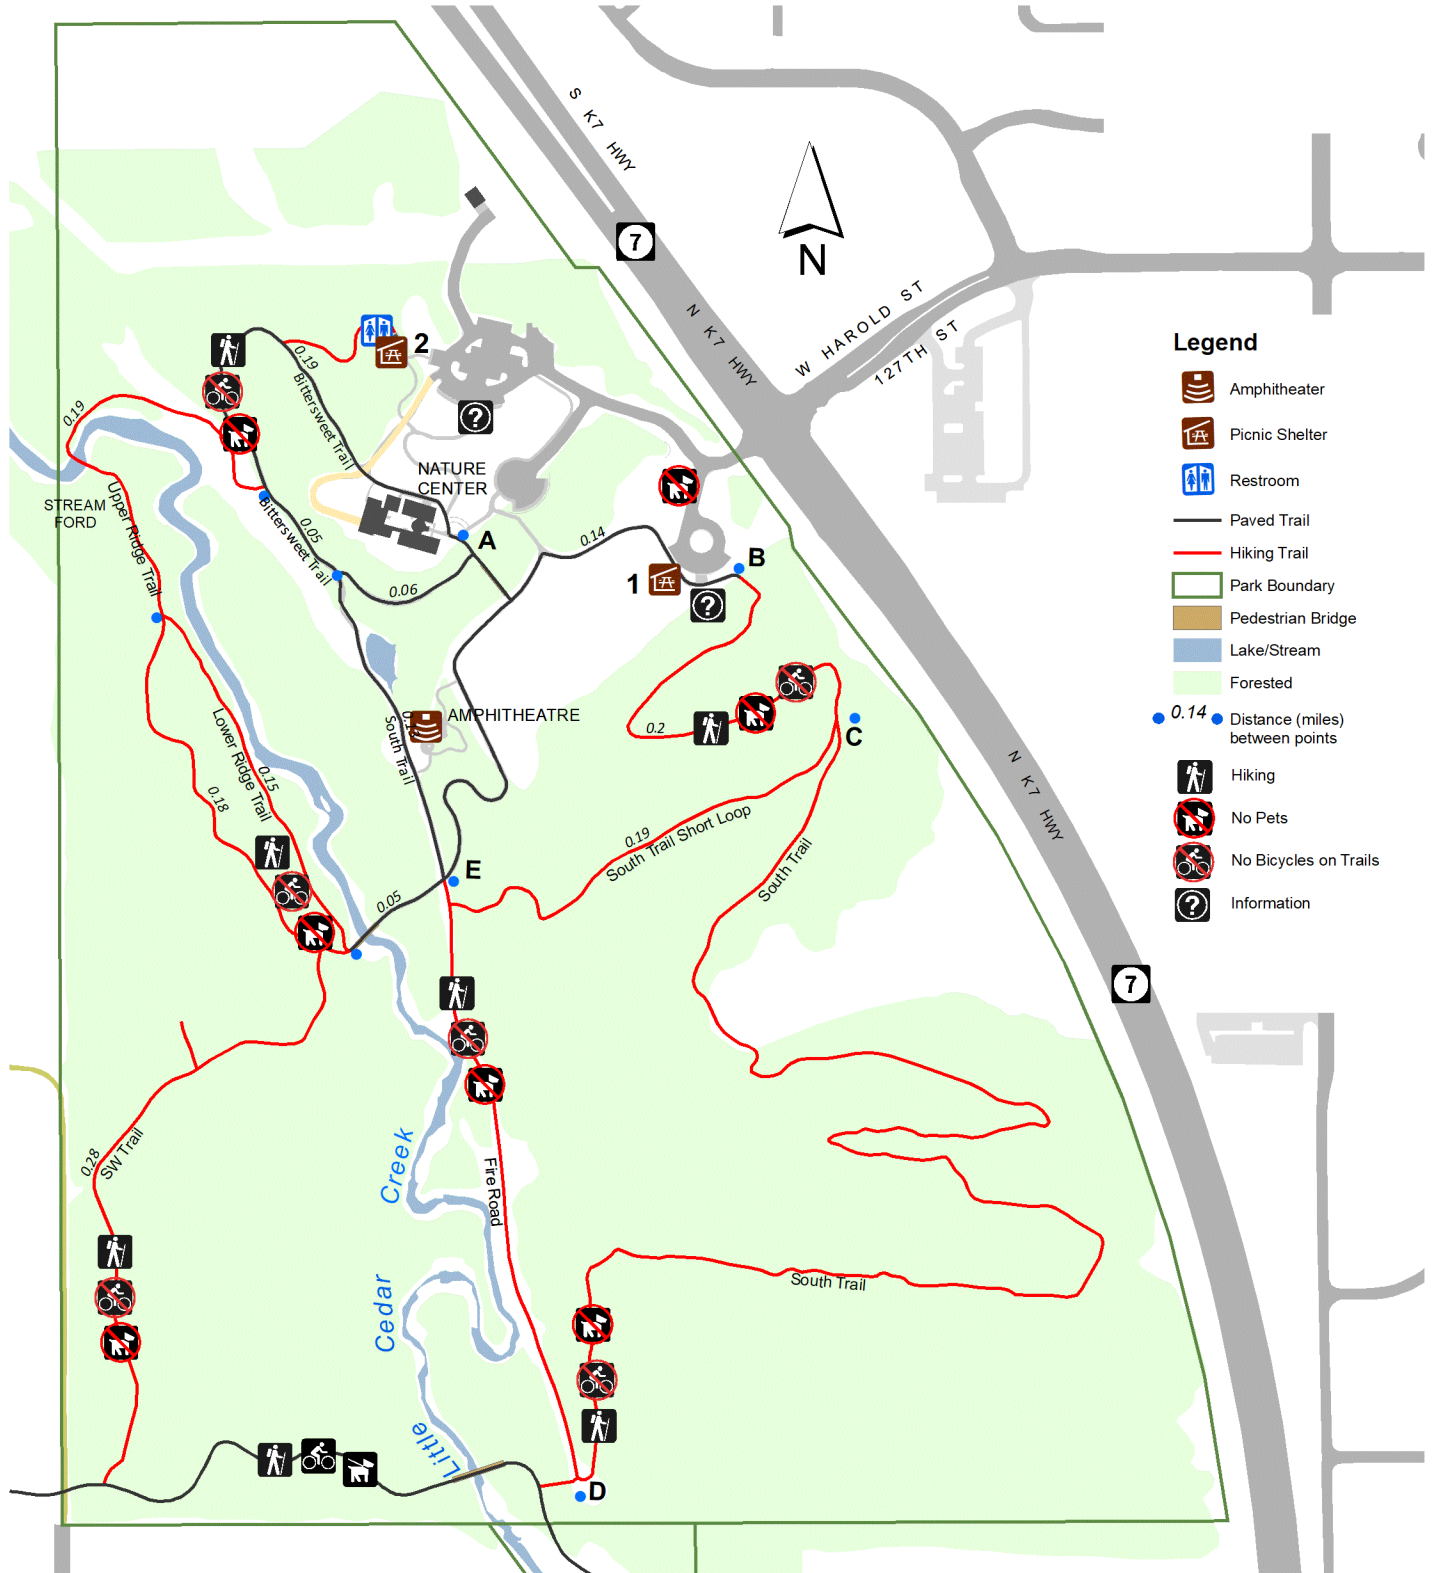 S K7 HWY
7
N
N K7 HWY
W HAROLD ST
127TH ST
2
0.19
Bittersweet Trail
0.19
NATURE
CENTER
STREAM
FORD
Upper Ridge Trail
Bittersweet Trail
0.05
A
0.14
B
1
0.06
Lower Ridge Trail
0.15
0.18
South Trail
AMPHITHEATRE
0.2
C
0.19
South Trail Short Loop
South Trail
N K7 HWY
E
0.05
7
0.28
SW Trail
Fire Road
South Trail
Little Cedar Creek
D
Legend
Amphitheater
Picnic Shelter
Restroom
Paved Trail
Hiking Trail
Park Boundary
Pedestrian Bridge
Lake/Stream
Forested
0.14
Distance (miles)
between points
Hiking
No Pets
No Bicycles on Trails
Information